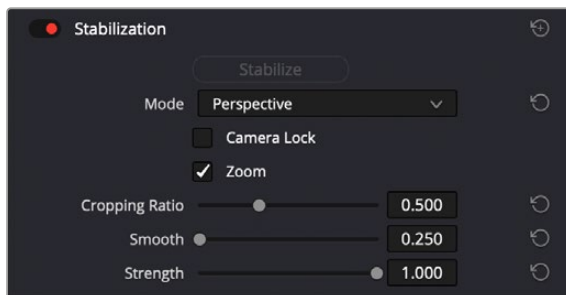 Stabilization
Stabilize
Mode Perspective
Camera Lock
Zoom
Cropping Ratio 0.500
Smooth 0.250
Strength 1.000